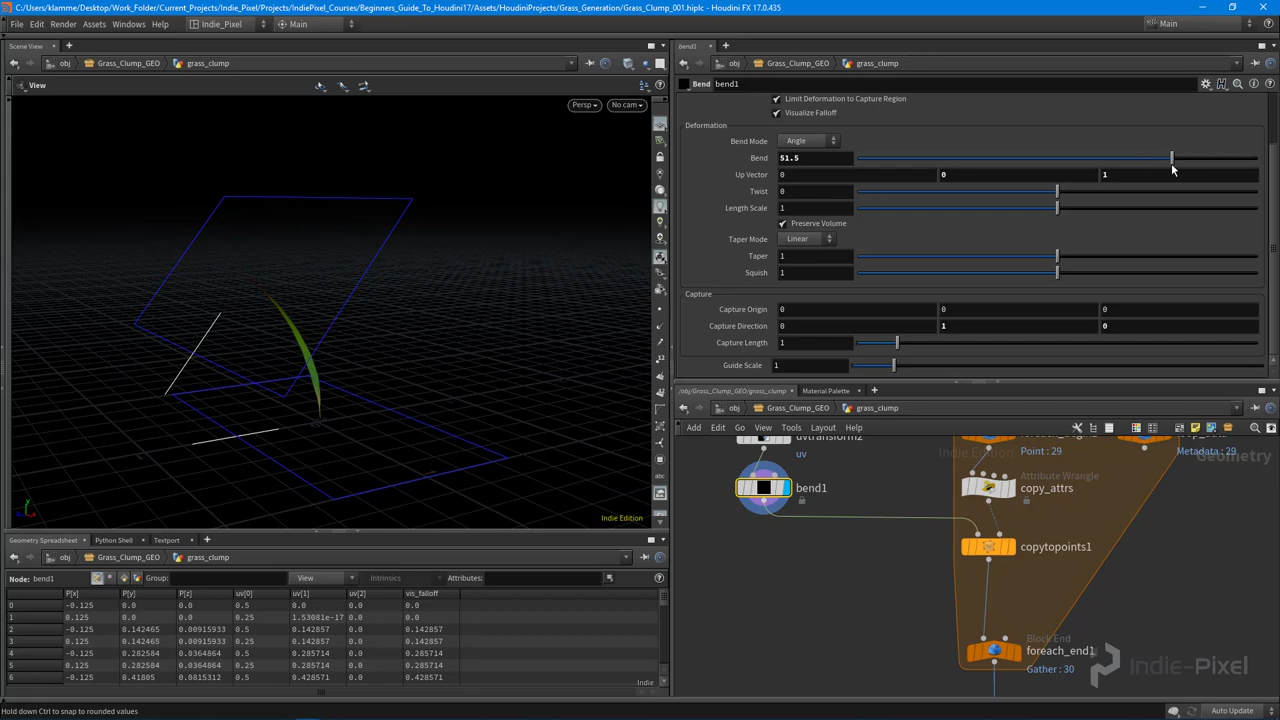 C:/Users/klamme/Desktop/Work_Folder/Current_Projects/Indie_Pixel/Projects/IndiePixel_Courses/Beginners_Guide_To_Houdini17/Assets/HoudiniProjects/Grass_Generation/Grass_Clump_001.hiplc - Houdini FX 17.0.435
File Edit Render Assets Windows Help Indie_Pixel Main Main
Scene View
obj Grass_Clump_GEO grass_clump
View
Persp No cam
Indie Edition
bend1
obj Grass_Clump_GEO grass_clump
Bend bend1
Limit Deformation to Capture Region
Visualize Falloff
Deformation
Bend Mode Angle
Bend 51.5
Up Vector 0 0 1
Twist 0
Length Scale 1
Preserve Volume
Taper Mode Linear
Taper 1
Squish 1
Capture
Capture Origin 0 0 0
Capture Direction 0 1 0
Capture Length 1
Guide Scale 1
/obj/Grass_Clump_GEO/grass_clump Material Palette
obj Grass_Clump_GEO grass_clump
Add Edit Go View Tools Layout Help
uvtransform2
uv
bend1
Point : 29
Metadata : 29
Indie Edition
Geometry
Attribute Wrangle
copy_attrs
copytopoints1
Block End
foreach_end1
Gather : 30
Indie-Pixel
Geometry Spreadsheet Python Shell Textport
obj Grass_Clump_GEO grass_clump
Node: bend1 Group: View Intrinsics Attributes:
P[x] P[y] P[z] uv[0] uv[1] uv[2] vis_falloff
0 -0.125 0.0 0.0 0.5 0.0 0.0 0.0
1 0.125 0.0 0.0 0.25 1.53081e-17 0.0 0.0
2 -0.125 0.142465 0.00915933 0.5 0.142857 0.0 0.142857
3 0.125 0.142465 0.00915933 0.25 0.142857 0.0 0.142857
4 -0.125 0.282584 0.0364864 0.5 0.285714 0.0 0.285714
5 0.125 0.282584 0.0364864 0.25 0.285714 0.0 0.285714
6 -0.125 0.41805 0.0815312 0.5 0.428571 0.0 0.428571
Indie
Hold down Ctrl to snap to rounded values
Auto Update